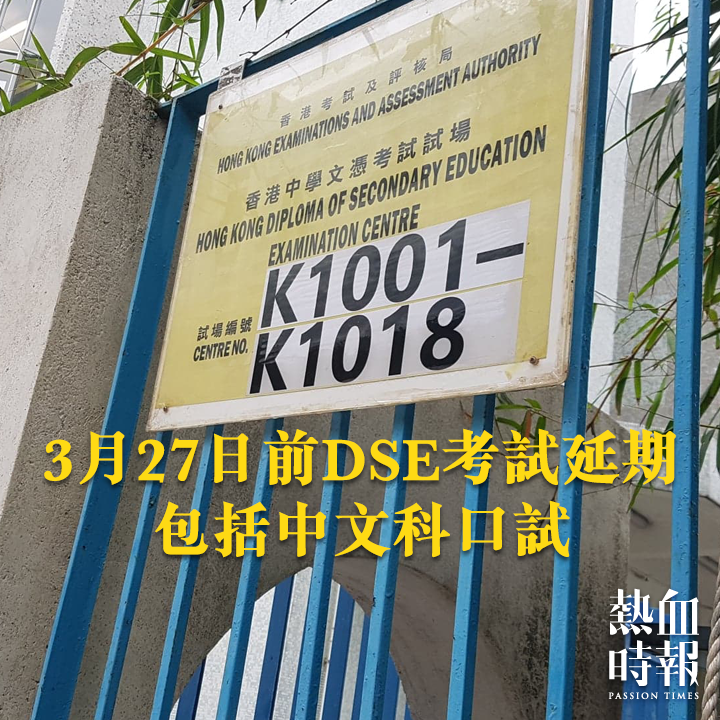 香港考試及評核局
HONG KONG EXAMINATIONS AND ASSESSMENT AUTHORITY
香港中學文憑考試試場
HONG KONG DIPLOMA OF SECONDARY EDUCATION
EXAMINATION CENTRE
試場編號
CENTRE NO.
K1001-
K1018
3月27日前DSE考試延期
包括中文科口試
熱血
時報
PASSION TIMES